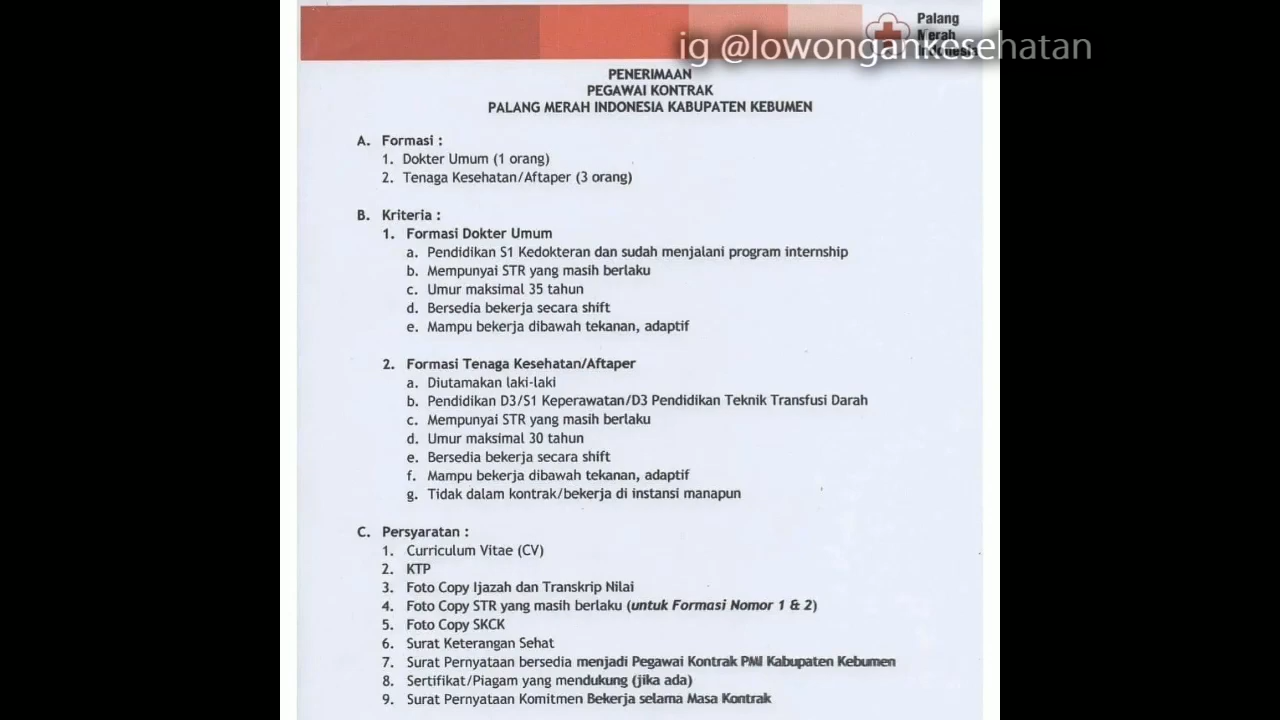 Palang
Merah
Indonesia
ig @lowongankesehatan
PENERIMAAN
PEGAWAI KONTRAK
PALANG MERAH INDONESIA KABUPATEN KEBUMEN
A. Formasi :
1. Dokter Umum (1 orang)
2. Tenaga Kesehatan/Aftaper (3 orang)
B. Kriteria :
1. Formasi Dokter Umum
a. Pendidikan S1 Kedokteran dan sudah menjalani program internship
b. Mempunyai STR yang masih berlaku
c. Umur maksimal 35 tahun
d. Bersedia bekerja secara shift
e. Mampu bekerja dibawah tekanan, adaptif
2. Formasi Tenaga Kesehatan/Aftaper
a. Diutamakan laki-laki
b. Pendidikan D3/S1 Keperawatan/D3 Pendidikan Teknik Transfusi Darah
c. Mempunyai STR yang masih berlaku
d. Umur maksimal 30 tahun
e. Bersedia bekerja secara shift
f. Mampu bekerja dibawah tekanan, adaptif
g. Tidak dalam kontrak/bekerja di instansi manapun
C. Persyaratan :
1. Curriculum Vitae (CV)
2. KTP
3. Foto Copy Ijazah dan Transkrip Nilai
4. Foto Copy STR yang masih berlaku (untuk Formasi Nomor 1 & 2)
5. Foto Copy SKCK
6. Surat Keterangan Sehat
7. Surat Pernyataan bersedia menjadi Pegawai Kontrak PMI Kabupaten Kebumen
8. Sertifikat/Piagam yang mendukung (jika ada)
9. Surat Pernyataan Komitmen Bekerja selama Masa Kontrak